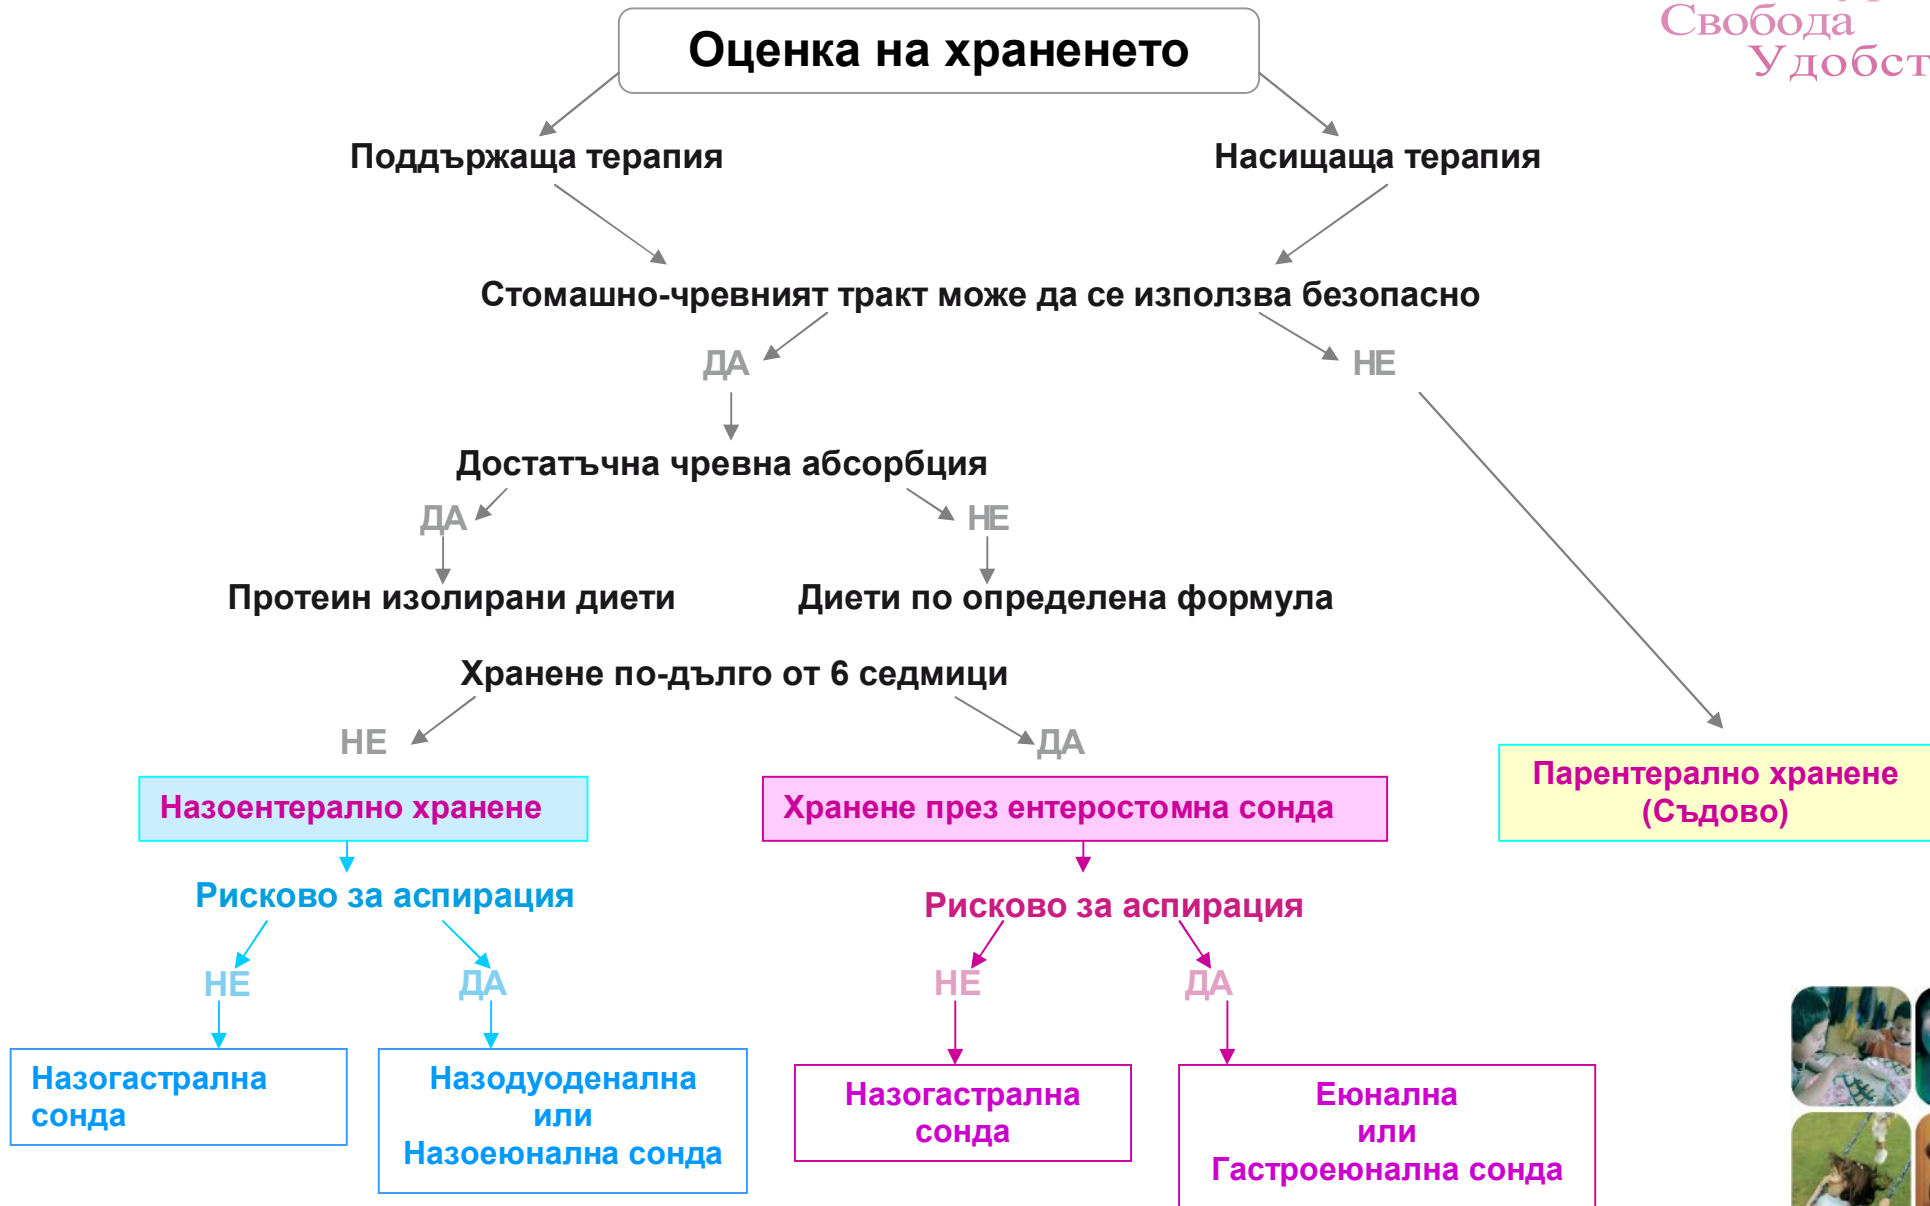 Свобода
Удобст
Оценка на храненето
Поддържаща терапия
Насищаща терапия
Стомашно-чревният тракт може да се използва безопасно
ДА
НЕ
Достатъчна чревна абсорбция
ДА
НЕ
Протеин изолирани диети
Диети по определена формула
Хранене по-дълго от 6 седмици
НЕ
ДА
Назоентерално хранене
Хранене през ентеростомна сонда
Парентерално хранене
(Съдово)
Рисково за аспирация
Рисково за аспирация
НЕ
ДА
НЕ
ДА
Назогастрална
сонда
Назодуоденална
или
Назоеюнална сонда
Назогастрална
сонда
Еюнална
или
Гастроеюнална сонда